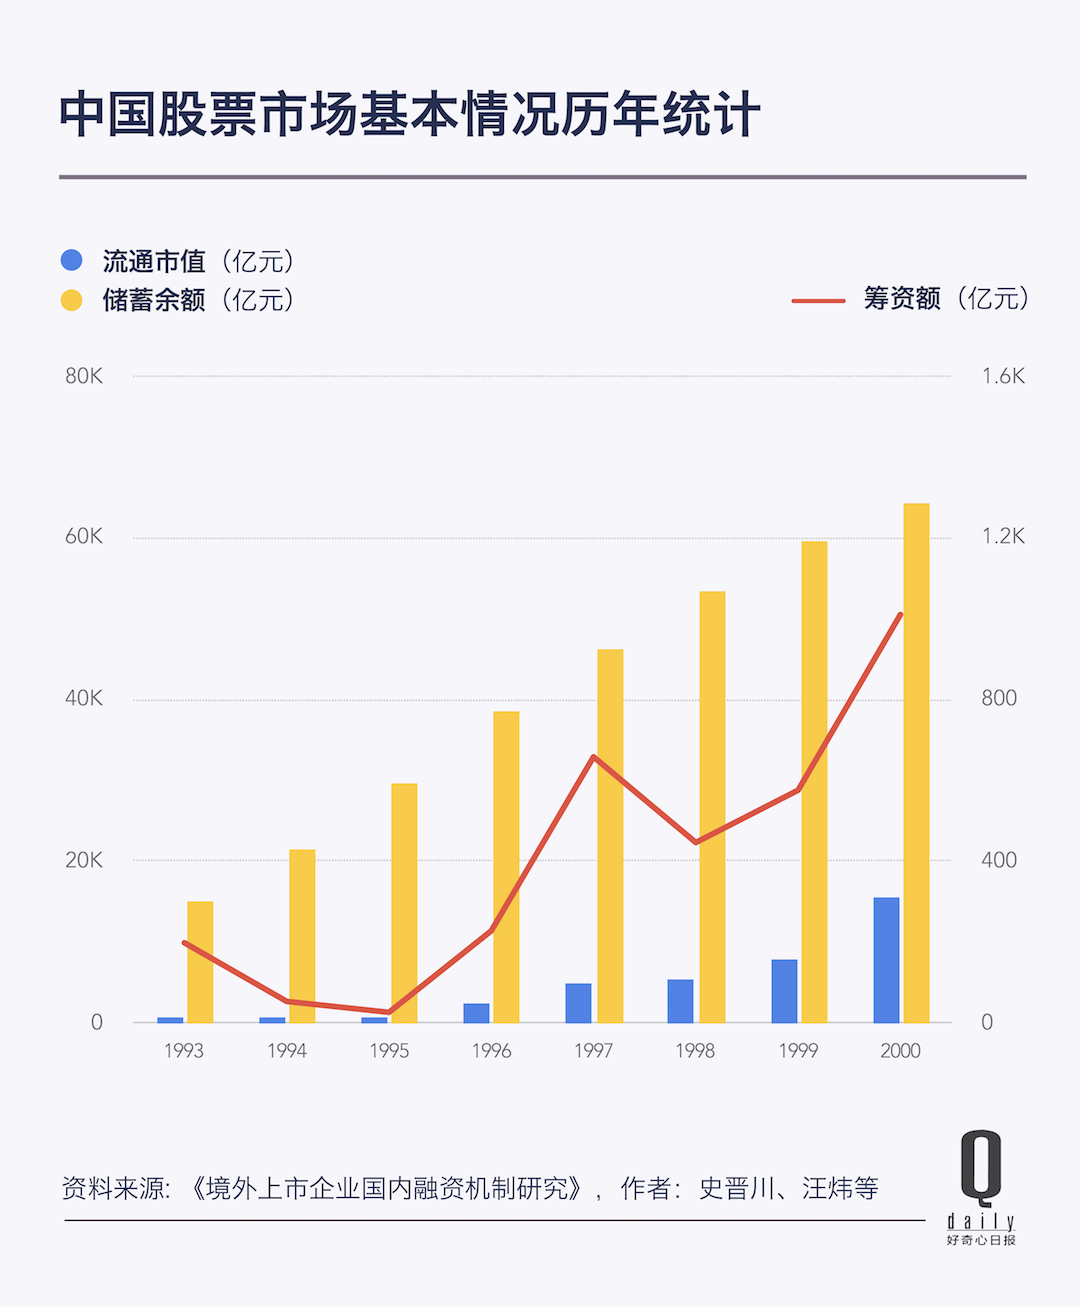 中国股票市场基本情况历年统计
流通市值（亿元）
储蓄余额（亿元）
筹资额（亿元）
80K
1.6K
60K
1.2K
40K
800
20K
400
0
0
1993 1994 1995 1996 1997 1998 1999 2000
资料来源：《境外上市企业国内融资机制研究》，作者：史晋川、汪炜等
Q
daily
好奇心日报